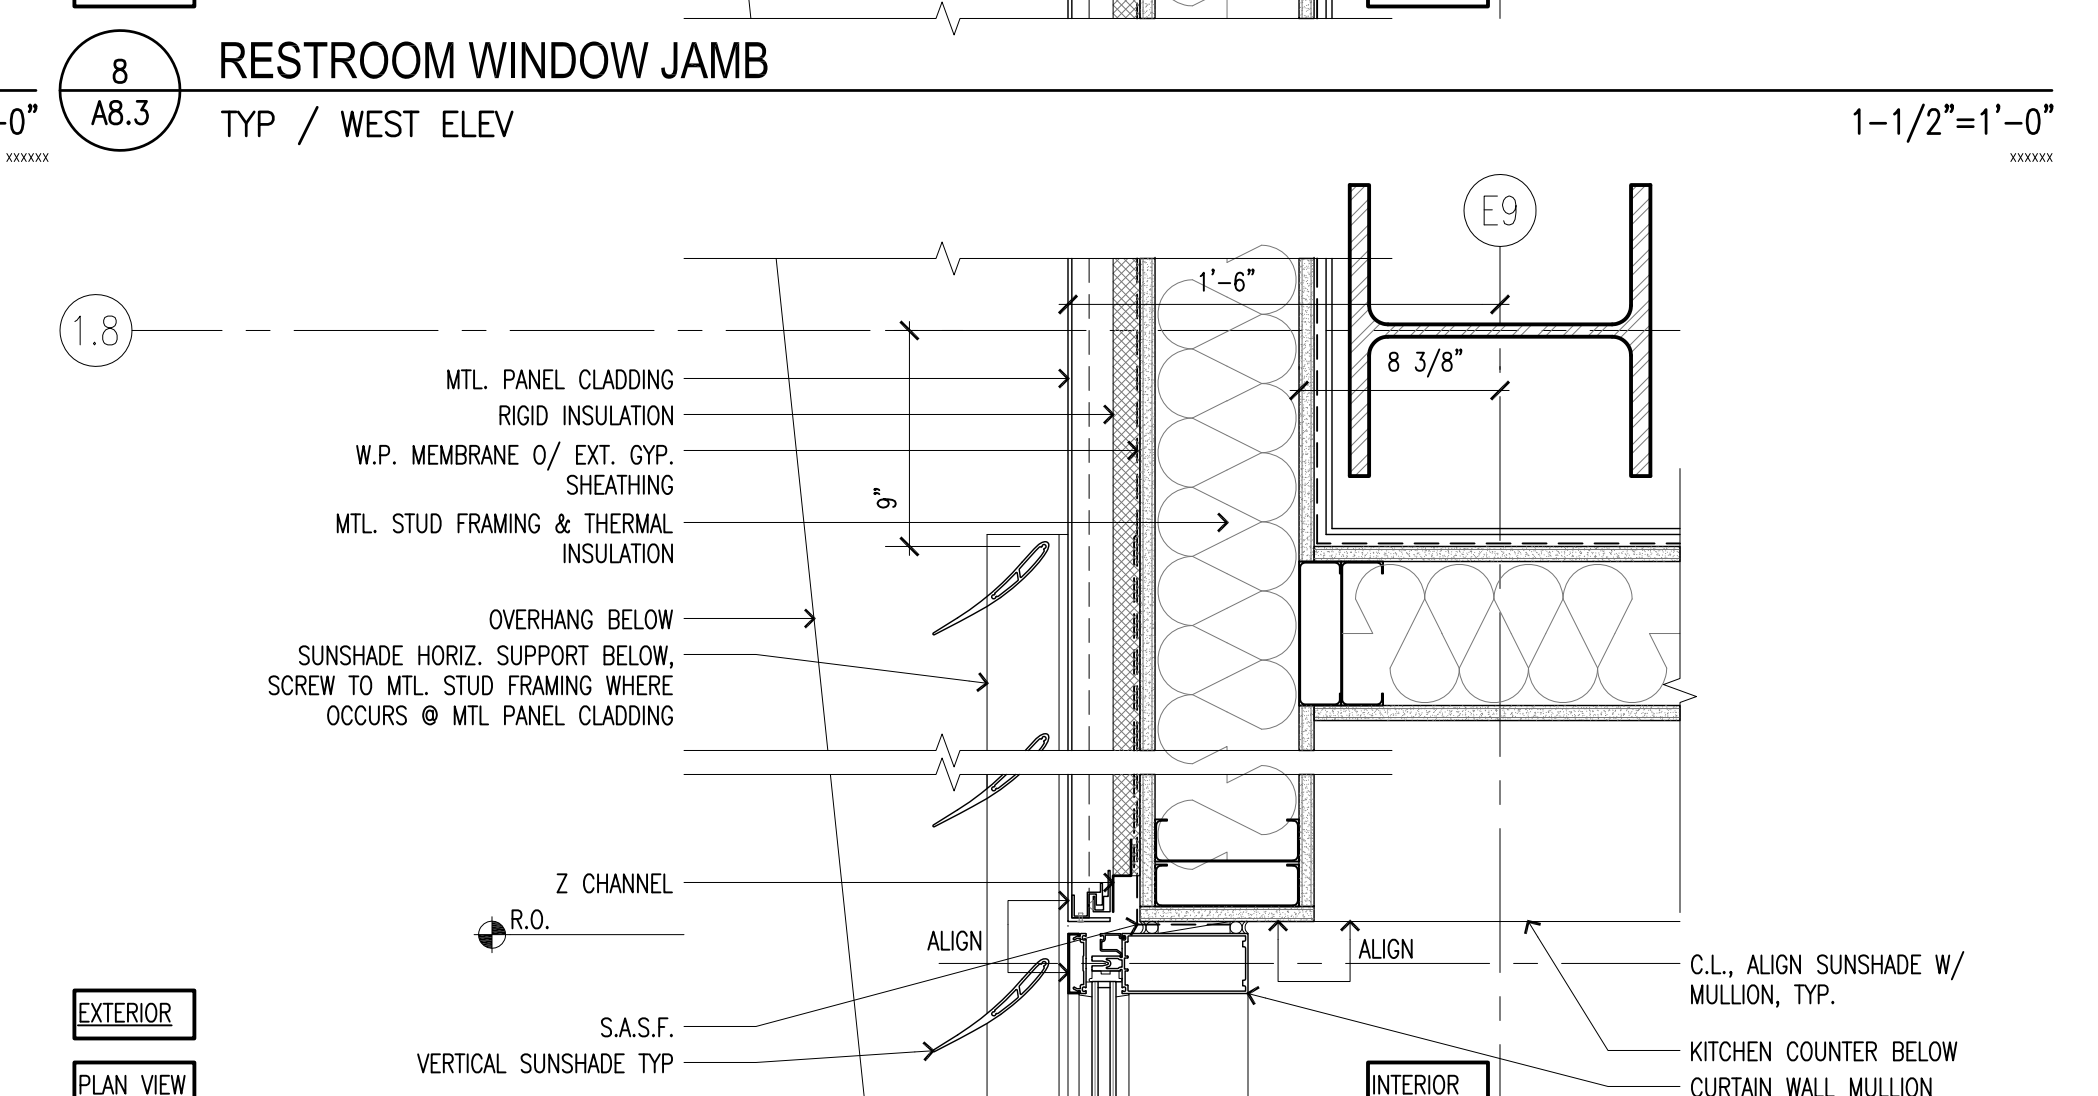 8
A8.3
RESTROOM WINDOW JAMB
TYP / WEST ELEV
-0"
xxxxxx
1-1/2"=1'-0"
xxxxxx
E9
1'-6"
1.8
8 3/8"
MTL. PANEL CLADDING
RIGID INSULATION
W.P. MEMBRANE O/ EXT. GYP.
SHEATHING
9"
MTL. STUD FRAMING & THERMAL
INSULATION
OVERHANG BELOW
SUNSHADE HORIZ. SUPPORT BELOW,
SCREW TO MTL. STUD FRAMING WHERE
OCCURS @ MTL PANEL CLADDING
Z CHANNEL
R.O.
ALIGN
ALIGN
C.L., ALIGN SUNSHADE W/
MULLION, TYP.
EXTERIOR
S.A.S.F.
VERTICAL SUNSHADE TYP
KITCHEN COUNTER BELOW
PLAN VIEW
INTERIOR
CURTAIN WALL MULLION